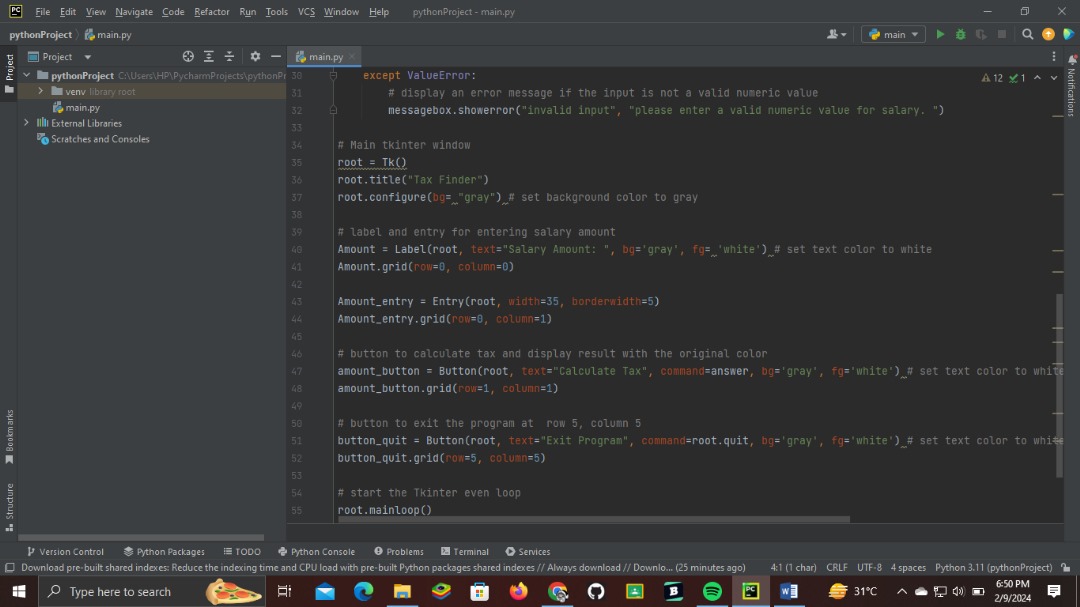 File Edit View Navigate Code Refactor Run Tools VCS Window Help pythonProject - main.py
pythonProject main.py main
Project main.py
pythonProject C:\Users\HP\PycharmProjects\pythonPr
venv library root
main.py
External Libraries
Scratches and Consoles
Project
Bookmarks
Structure
Notifications
12 1
30 except ValueError:
31 # display an error message if the input is not a valid numeric value
32 messagebox.showerror("invalid input", "please enter a valid numeric value for salary. ")
33
34 # Main tkinter window
35 root = Tk()
36 root.title("Tax Finder")
37 root.configure(bg= "gray") # set background color to gray
38
39 # label and entry for entering salary amount
40 Amount = Label(root, text="Salary Amount: ", bg='gray', fg= 'white') # set text color to white
41 Amount.grid(row=0, column=0)
42
43 Amount_entry = Entry(root, width=35, borderwidth=5)
44 Amount_entry.grid(row=0, column=1)
45
46 # button to calculate tax and display result with the original color
47 amount_button = Button(root, text="Calculate Tax", command=answer, bg='gray', fg='white') # set text color to white
48 amount_button.grid(row=1, column=1)
49
50 # button to exit the program at  row 5, column 5
51 button_quit = Button(root, text="Exit Program", command=root.quit, bg='gray', fg='white') # set text color to white
52 button_quit.grid(row=5, column=5)
53
54 # start the Tkinter even loop
55 root.mainloop()
Version Control Python Packages TODO Python Console Problems Terminal Services
Download pre-built shared indexes: Reduce the indexing time and CPU load with pre-built Python packages shared indexes // Always download // Downlo... (25 minutes ago) 4:1 (1 char) CRLF UTF-8 4 spaces Python 3.11 (pythonProject)
Type here to search 31°C 6:50 PM
2/9/2024